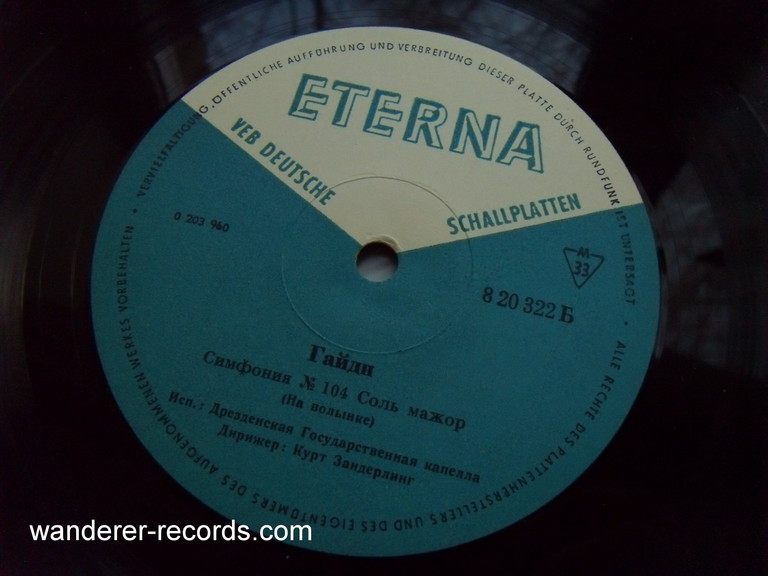 VERVIELFÄLTIGUNG, ÖFFENTLICHE AUFFÜHRUNG UND VERBREITUNG DIESER PLATTE DURCH RUNDFUNK IST UNTERSAGT • ALLE RECHTE DES PLATTENHERSTELLERS UND DES EIGENTÜMERS DES AUFGENOMMENEN WERKES VORBEHALTEN •
ETERNA
VEB DEUTSCHE
SCHALLPLATTEN
0 203 960
M
33
8 20 322 Б
Гайдн
Симфония № 104 Соль мажор
(На волынке)
Исп.: Дрезденская Государственная капелла
Дирижер: Курт Зандерлинг
wanderer-records.com